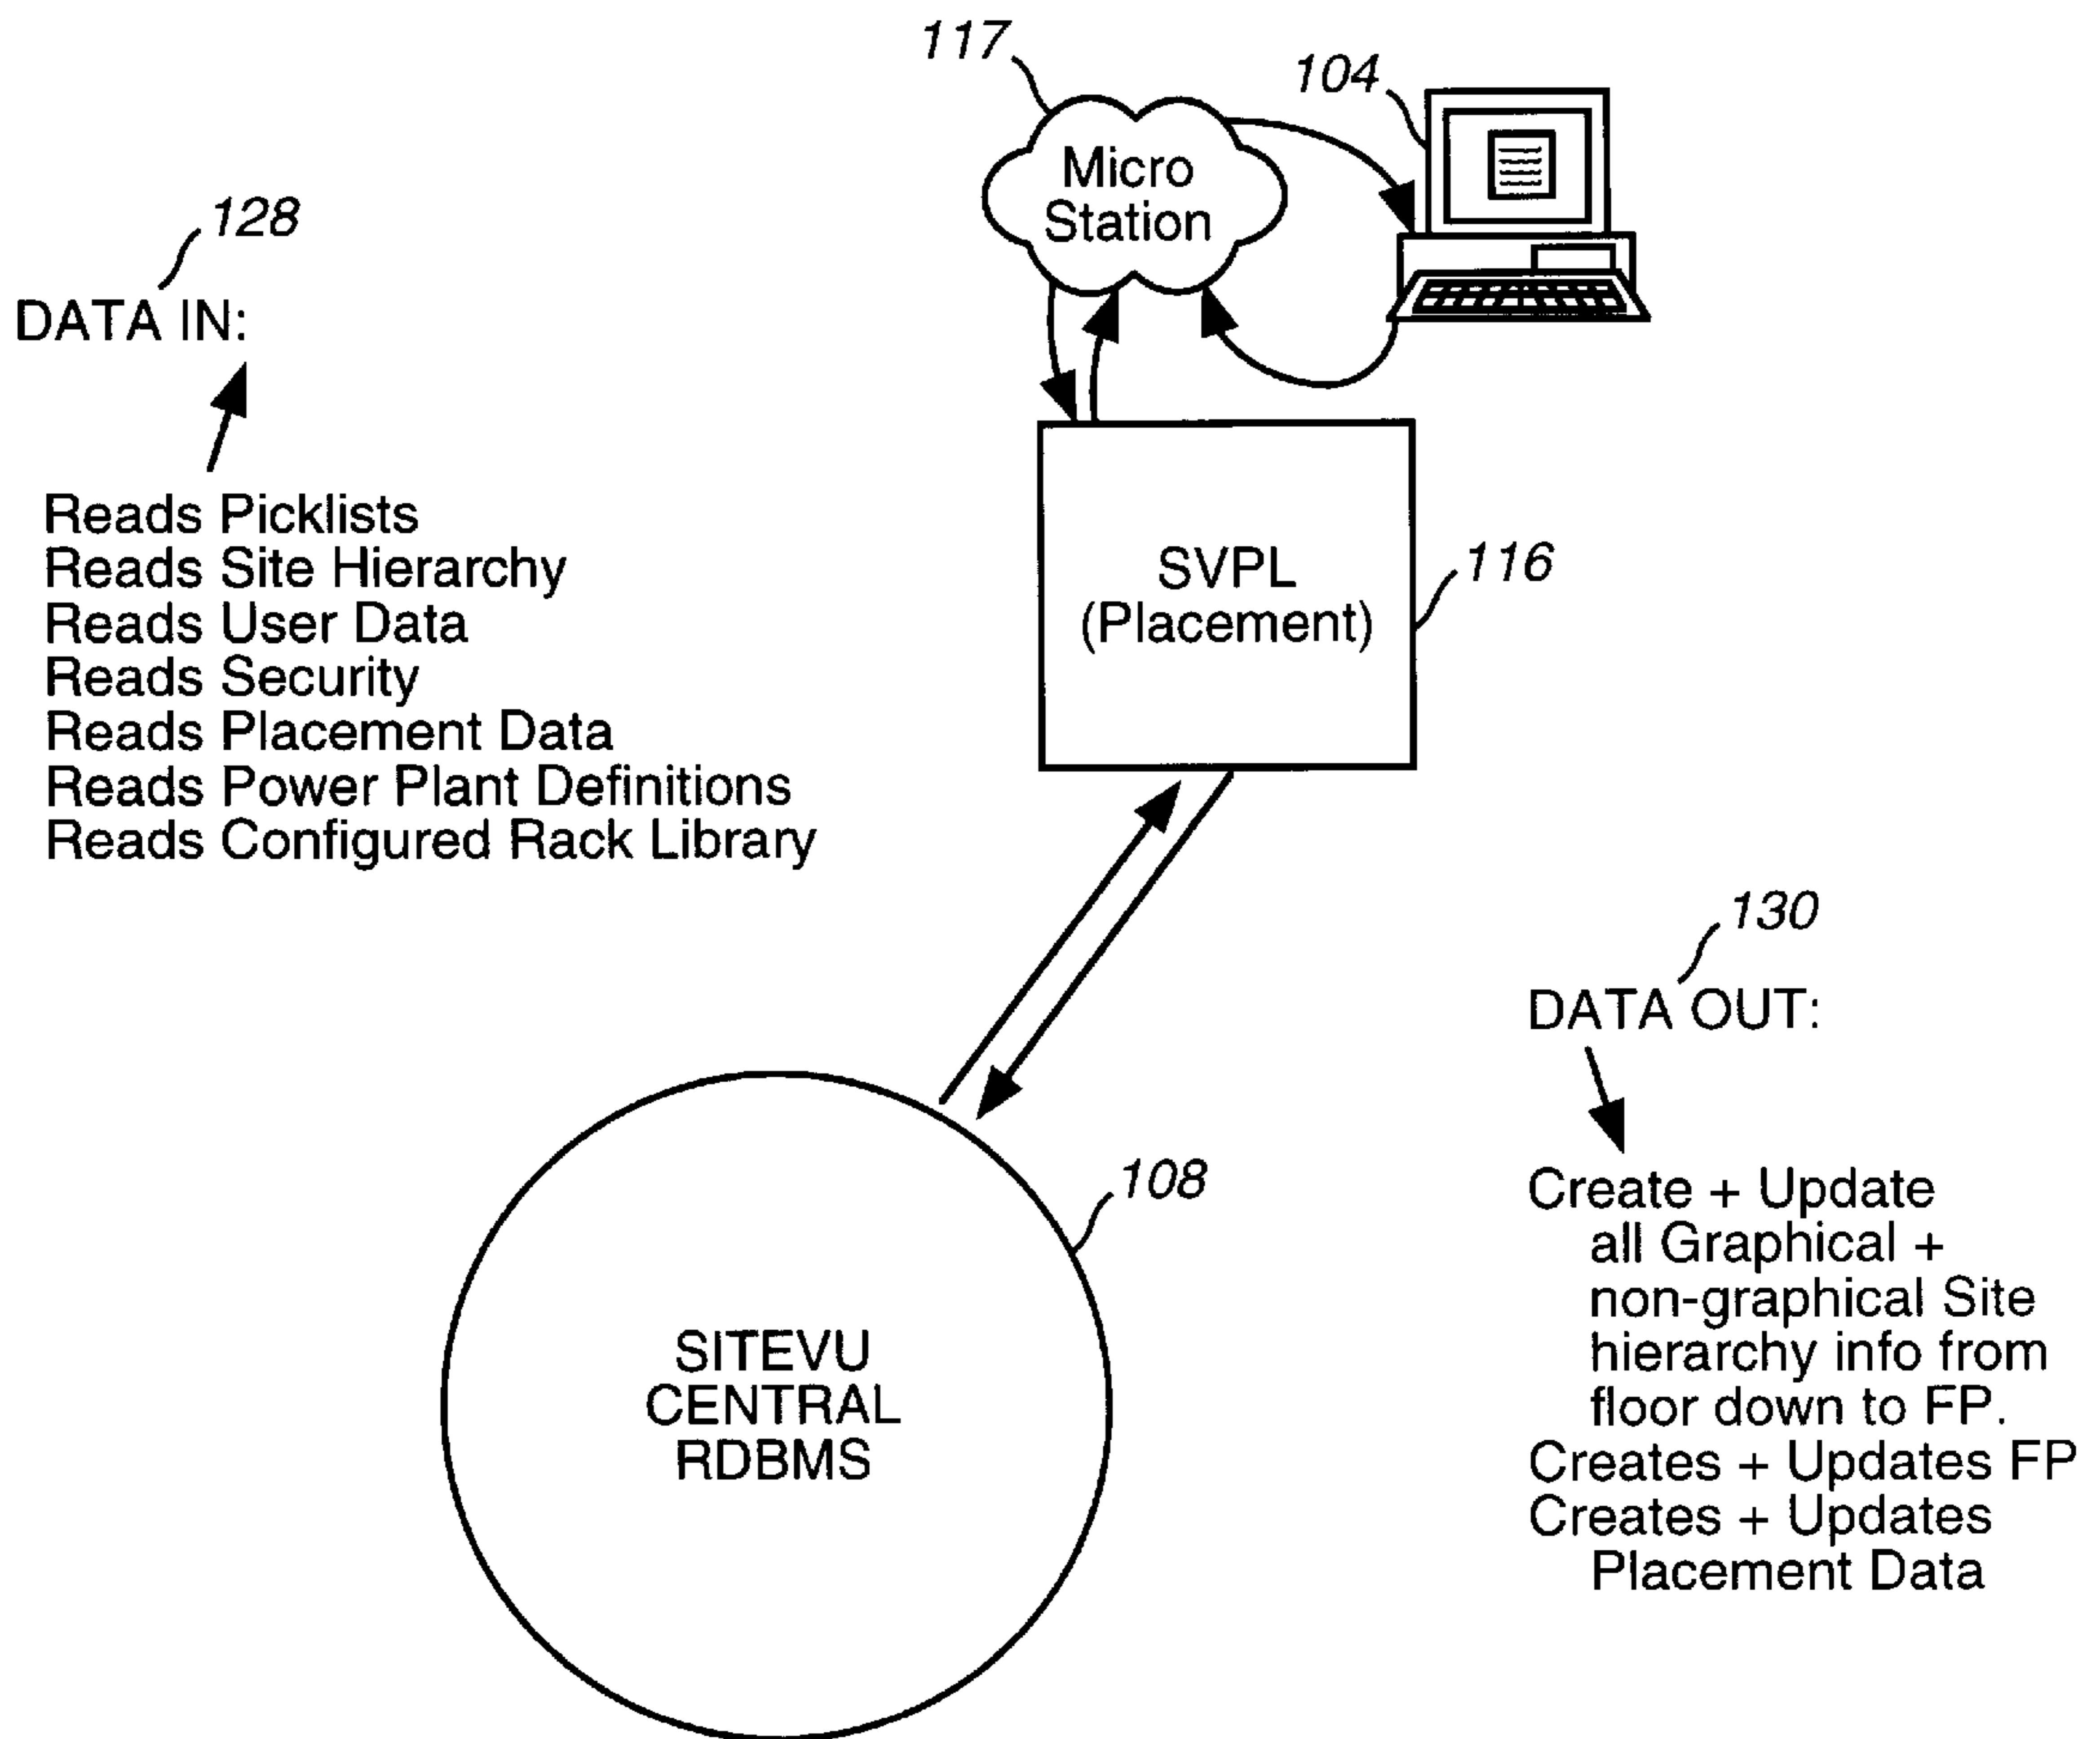 117
104
Micro
Station
128
DATA IN:
Reads Picklists
Reads Site Hierarchy
Reads User Data
Reads Security
Reads Placement Data
Reads Power Plant Definitions
Reads Configured Rack Library
SVPL
(Placement)
116
130
DATA OUT:
Create + Update
all Graphical +
non-graphical Site
hierarchy info from
floor down to FP.
Creates + Updates FP
Creates + Updates
Placement Data
108
SITEVU
CENTRAL
RDBMS